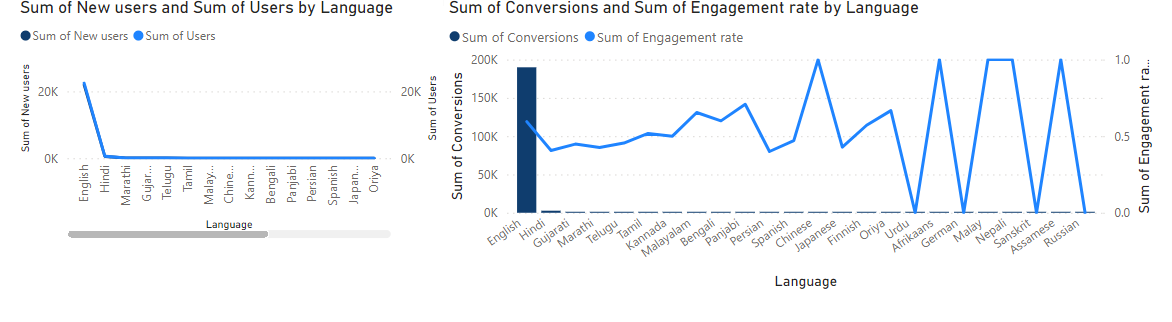 Sum of New users and Sum of Users by Language
Sum of New users Sum of Users
Sum of New users
20K
0K
20K
0K
Sum of Users
English
Hindi
Marathi
Gujar...
Telugu
Tamil
Malay...
Chine...
Kann...
Bengali
Panjabi
Persian
Spanish
Japan...
Oriya
Language
Sum of Conversions and Sum of Engagement rate by Language
Sum of Conversions Sum of Engagement rate
Sum of Conversions
200K
150K
100K
50K
0K
1.0
0.5
0.0
Sum of Engagement ra...
English
Hindi
Gujarati
Marathi
Telugu
Tamil
Kannada
Malayalam
Bengali
Panjabi
Persian
Spanish
Chinese
Japanese
Finnish
Oriya
Urdu
Afrikaans
German
Malay
Nepali
Sanskrit
Assamese
Russian
Language